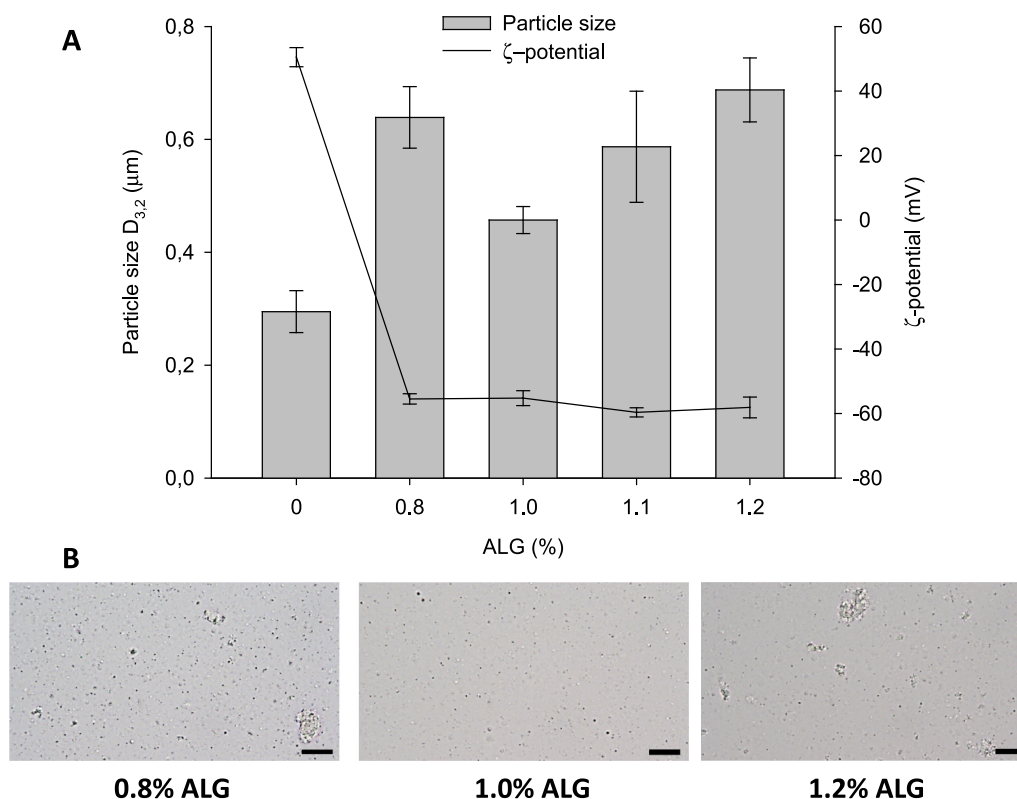 A
Particle size
ζ–potential
Particle size D3,2 (μm)
0,8
0,6
0,4
0,2
0,0
60
40
20
0
-20
-40
-60
-80
ζ-potential (mV)
0 0.8 1.0 1.1 1.2
ALG (%)
B
0.8% ALG 1.0% ALG 1.2% ALG